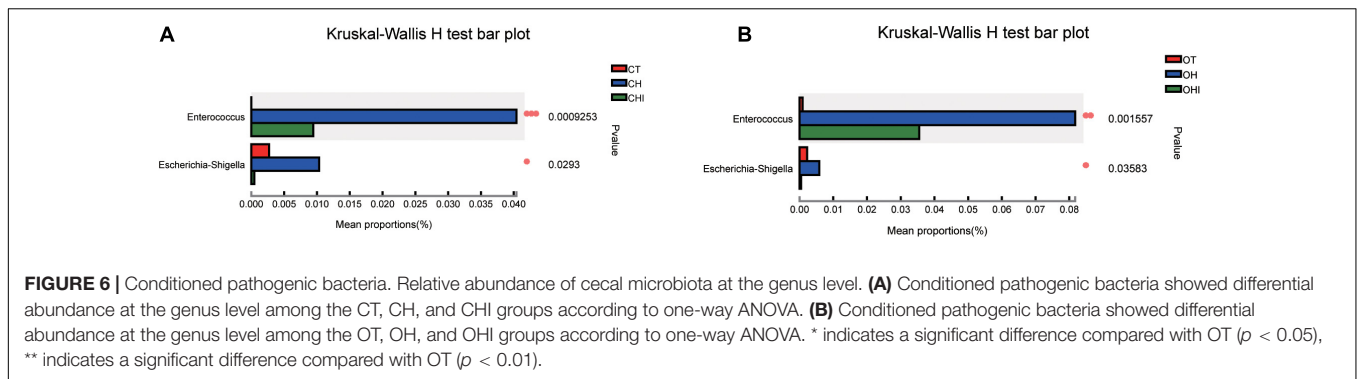 A
Kruskal-Wallis H test bar plot
CT
CH
CHI
Enterococcus
0.0009253
Escherichia-Shigella
0.0293
Pvalue
0.000 0.005 0.010 0.015 0.020 0.025 0.030 0.035 0.040
Mean proportions(%)
B
Kruskal-Wallis H test bar plot
OT
OH
OHI
Enterococcus
0.001557
Escherichia-Shigella
0.03583
Pvalue
0.00 0.01 0.02 0.03 0.04 0.05 0.06 0.07 0.08
Mean proportions(%)
FIGURE 6 | Conditioned pathogenic bacteria. Relative abundance of cecal microbiota at the genus level. (A) Conditioned pathogenic bacteria showed differential
abundance at the genus level among the CT, CH, and CHI groups according to one-way ANOVA. (B) Conditioned pathogenic bacteria showed differential
abundance at the genus level among the OT, OH, and OHI groups according to one-way ANOVA. * indicates a significant difference compared with OT (p < 0.05),
** indicates a significant difference compared with OT (p < 0.01).